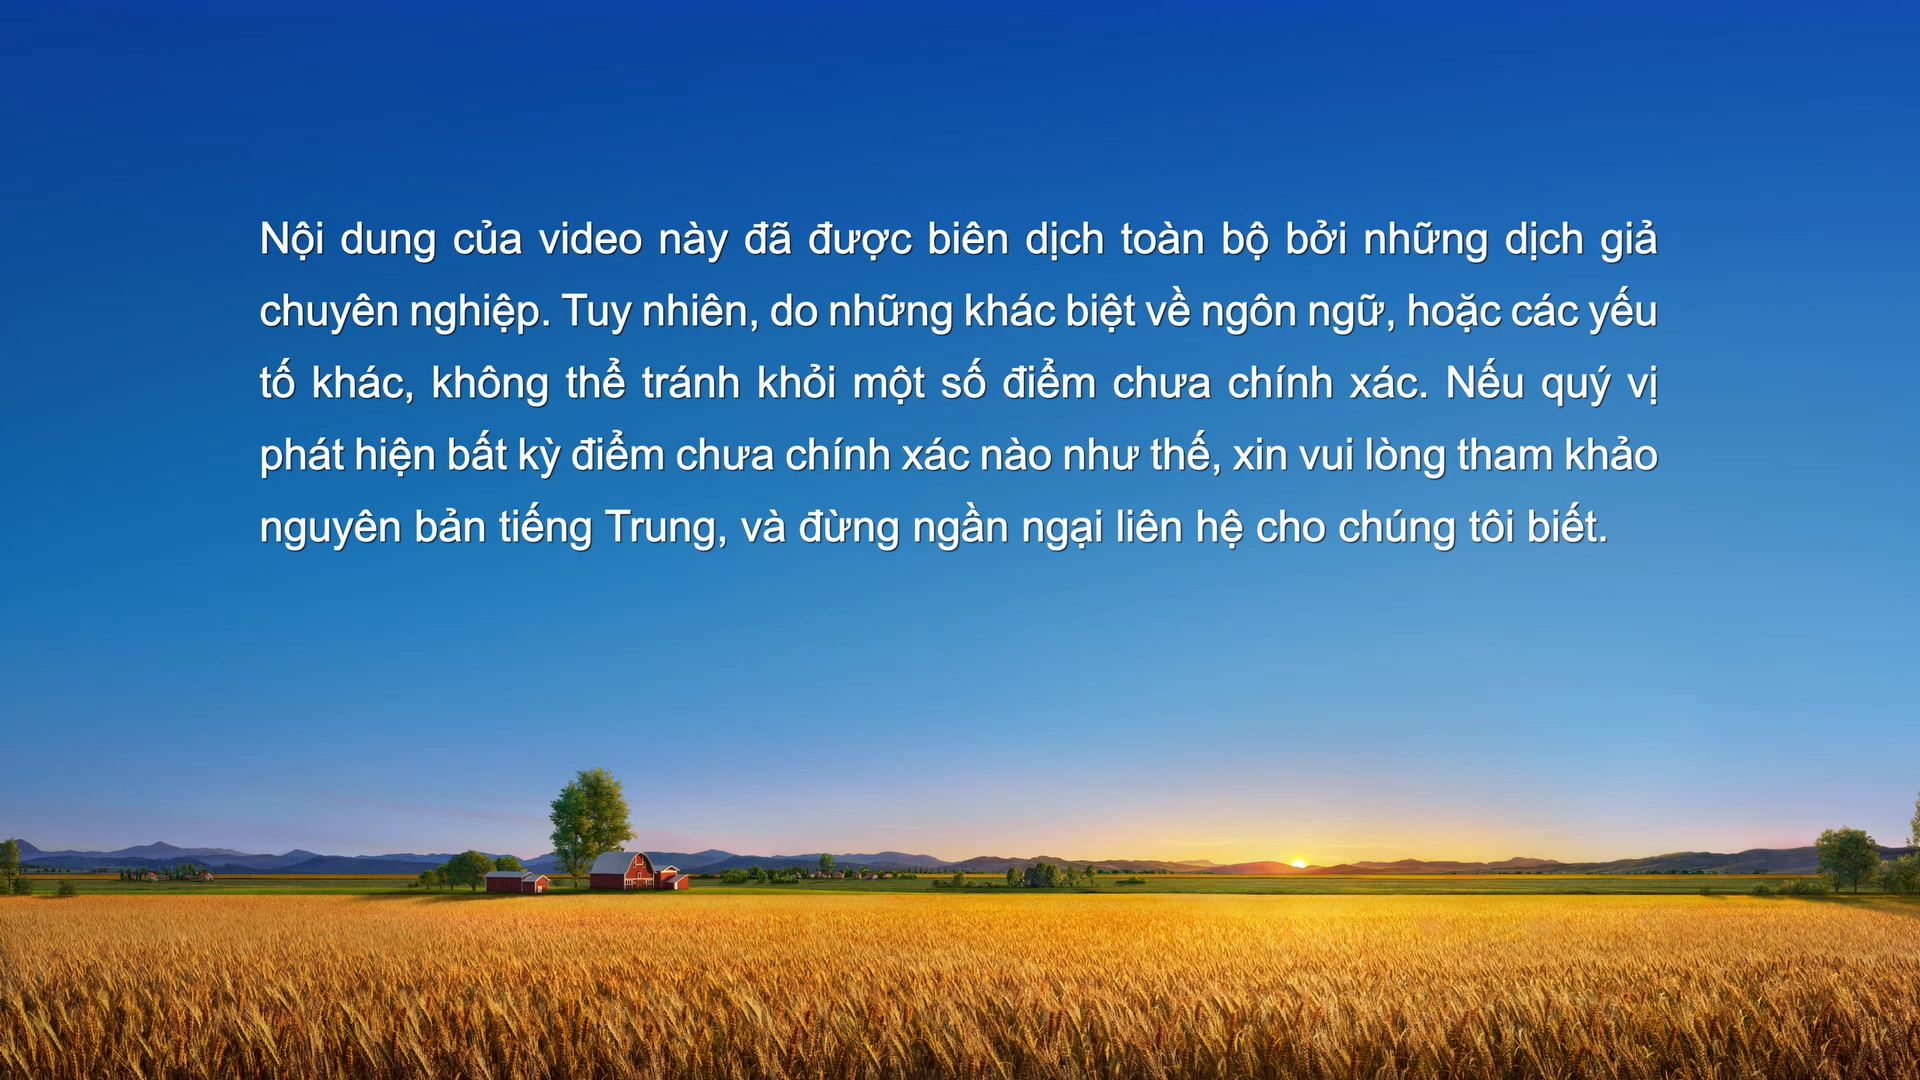 Nội dung của video này đã được biên dịch toàn bộ bởi những dịch giả
chuyên nghiệp. Tuy nhiên, do những khác biệt về ngôn ngữ, hoặc các yếu
tố khác, không thể tránh khỏi một số điểm chưa chính xác. Nếu quý vị
phát hiện bất kỳ điểm chưa chính xác nào như thế, xin vui lòng tham khảo
nguyên bản tiếng Trung, và đừng ngần ngại liên hệ cho chúng tôi biết.